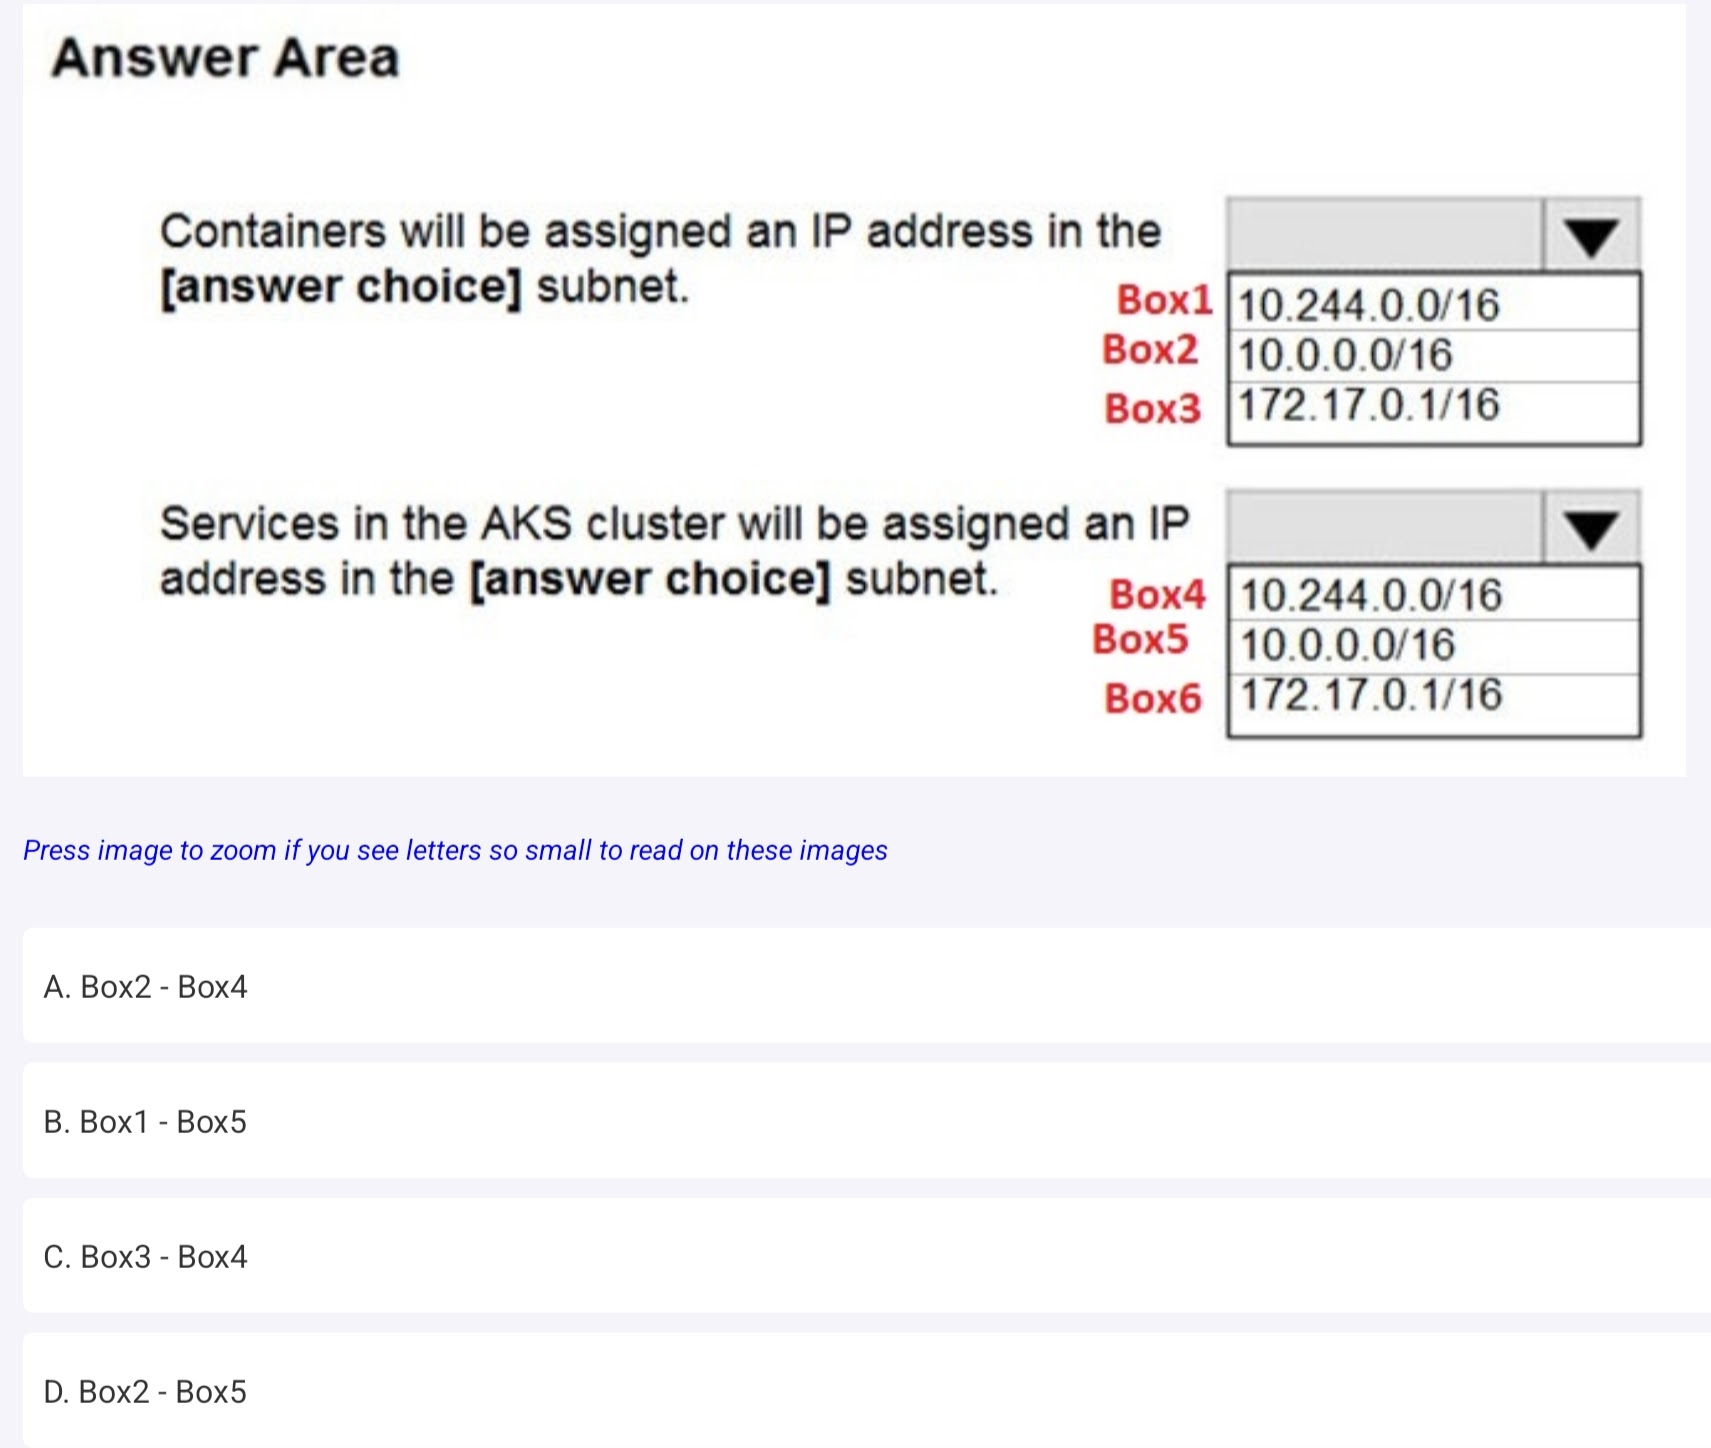 Answer Area
Containers will be assigned an IP address in the
[answer choice] subnet.
Box1 10.244.0.0/16
Box2 10.0.0.0/16
Box3 172.17.0.1/16
Services in the AKS cluster will be assigned an IP
address in the [answer choice] subnet.
Box4 10.244.0.0/16
Box5 10.0.0.0/16
Box6 172.17.0.1/16
Press image to zoom if you see letters so small to read on these images
A. Box2 - Box4
B. Box1 - Box5
C. Box3 - Box4
D. Box2 - Box5